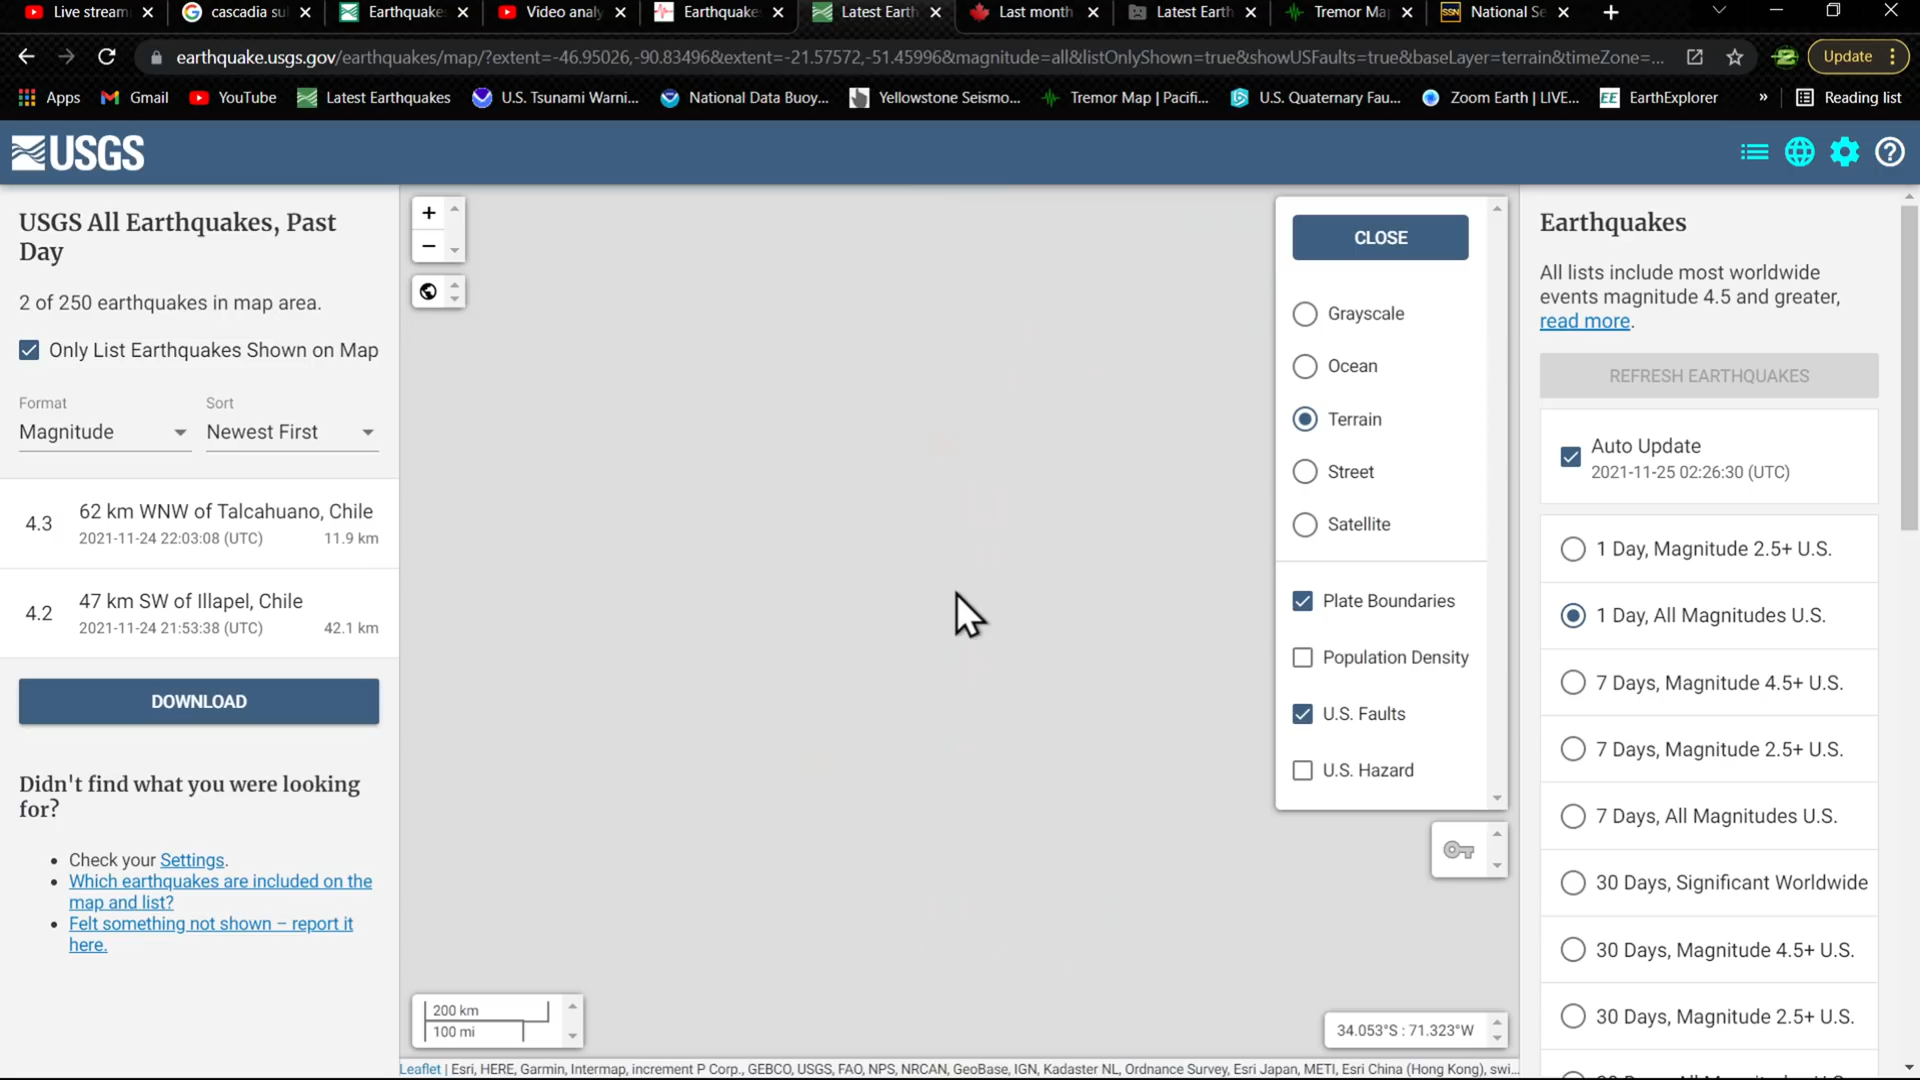 Live stream
cascadia su
Earthquake
Video analy
Earthquake
Latest Earth
Last month
Latest Earth
Tremor Ma
SSN
National Se
earthquake.usgs.gov/earthquakes/map/?extent=-46.95026,-90.83496&extent=-21.57572,-51.45996&magnitude=all&listOnlyShown=true&showUSFaults=true&baseLayer=terrain&timeZone=...
Update
Apps
Gmail
YouTube
Latest Earthquakes
U.S. Tsunami Warni...
National Data Buoy...
Yellowstone Seismo...
Tremor Map | Pacifi...
U.S. Quaternary Fau...
Zoom Earth | LIVE...
EE
EarthExplorer
»
Reading list
USGS
USGS All Earthquakes, Past
Day
2 of 250 earthquakes in map area.
Only List Earthquakes Shown on Map
Format
Sort
Magnitude
Newest First
4.3
62 km WNW of Talcahuano, Chile
2021-11-24 22:03:08 (UTC)
11.9 km
4.2
47 km SW of Illapel, Chile
2021-11-24 21:53:38 (UTC)
42.1 km
DOWNLOAD
Didn't find what you were looking
for?
Check your Settings.
Which earthquakes are included on the
map and list?
Felt something not shown – report it
here.
+
−
200 km
100 mi
CLOSE
Grayscale
Ocean
Terrain
Street
Satellite
Plate Boundaries
Population Density
U.S. Faults
U.S. Hazard
34.053°S : 71.323°W
Leaflet | Esri, HERE, Garmin, Intermap, increment P Corp., GEBCO, USGS, FAO, NPS, NRCAN, GeoBase, IGN, Kadaster NL, Ordnance Survey, Esri Japan, METI, Esri China (Hong Kong), swi...
Earthquakes
All lists include most worldwide
events magnitude 4.5 and greater,
read more.
REFRESH EARTHQUAKES
Auto Update
2021-11-25 02:26:30 (UTC)
1 Day, Magnitude 2.5+ U.S.
1 Day, All Magnitudes U.S.
7 Days, Magnitude 4.5+ U.S.
7 Days, Magnitude 2.5+ U.S.
7 Days, All Magnitudes U.S.
30 Days, Significant Worldwide
30 Days, Magnitude 4.5+ U.S.
30 Days, Magnitude 2.5+ U.S.